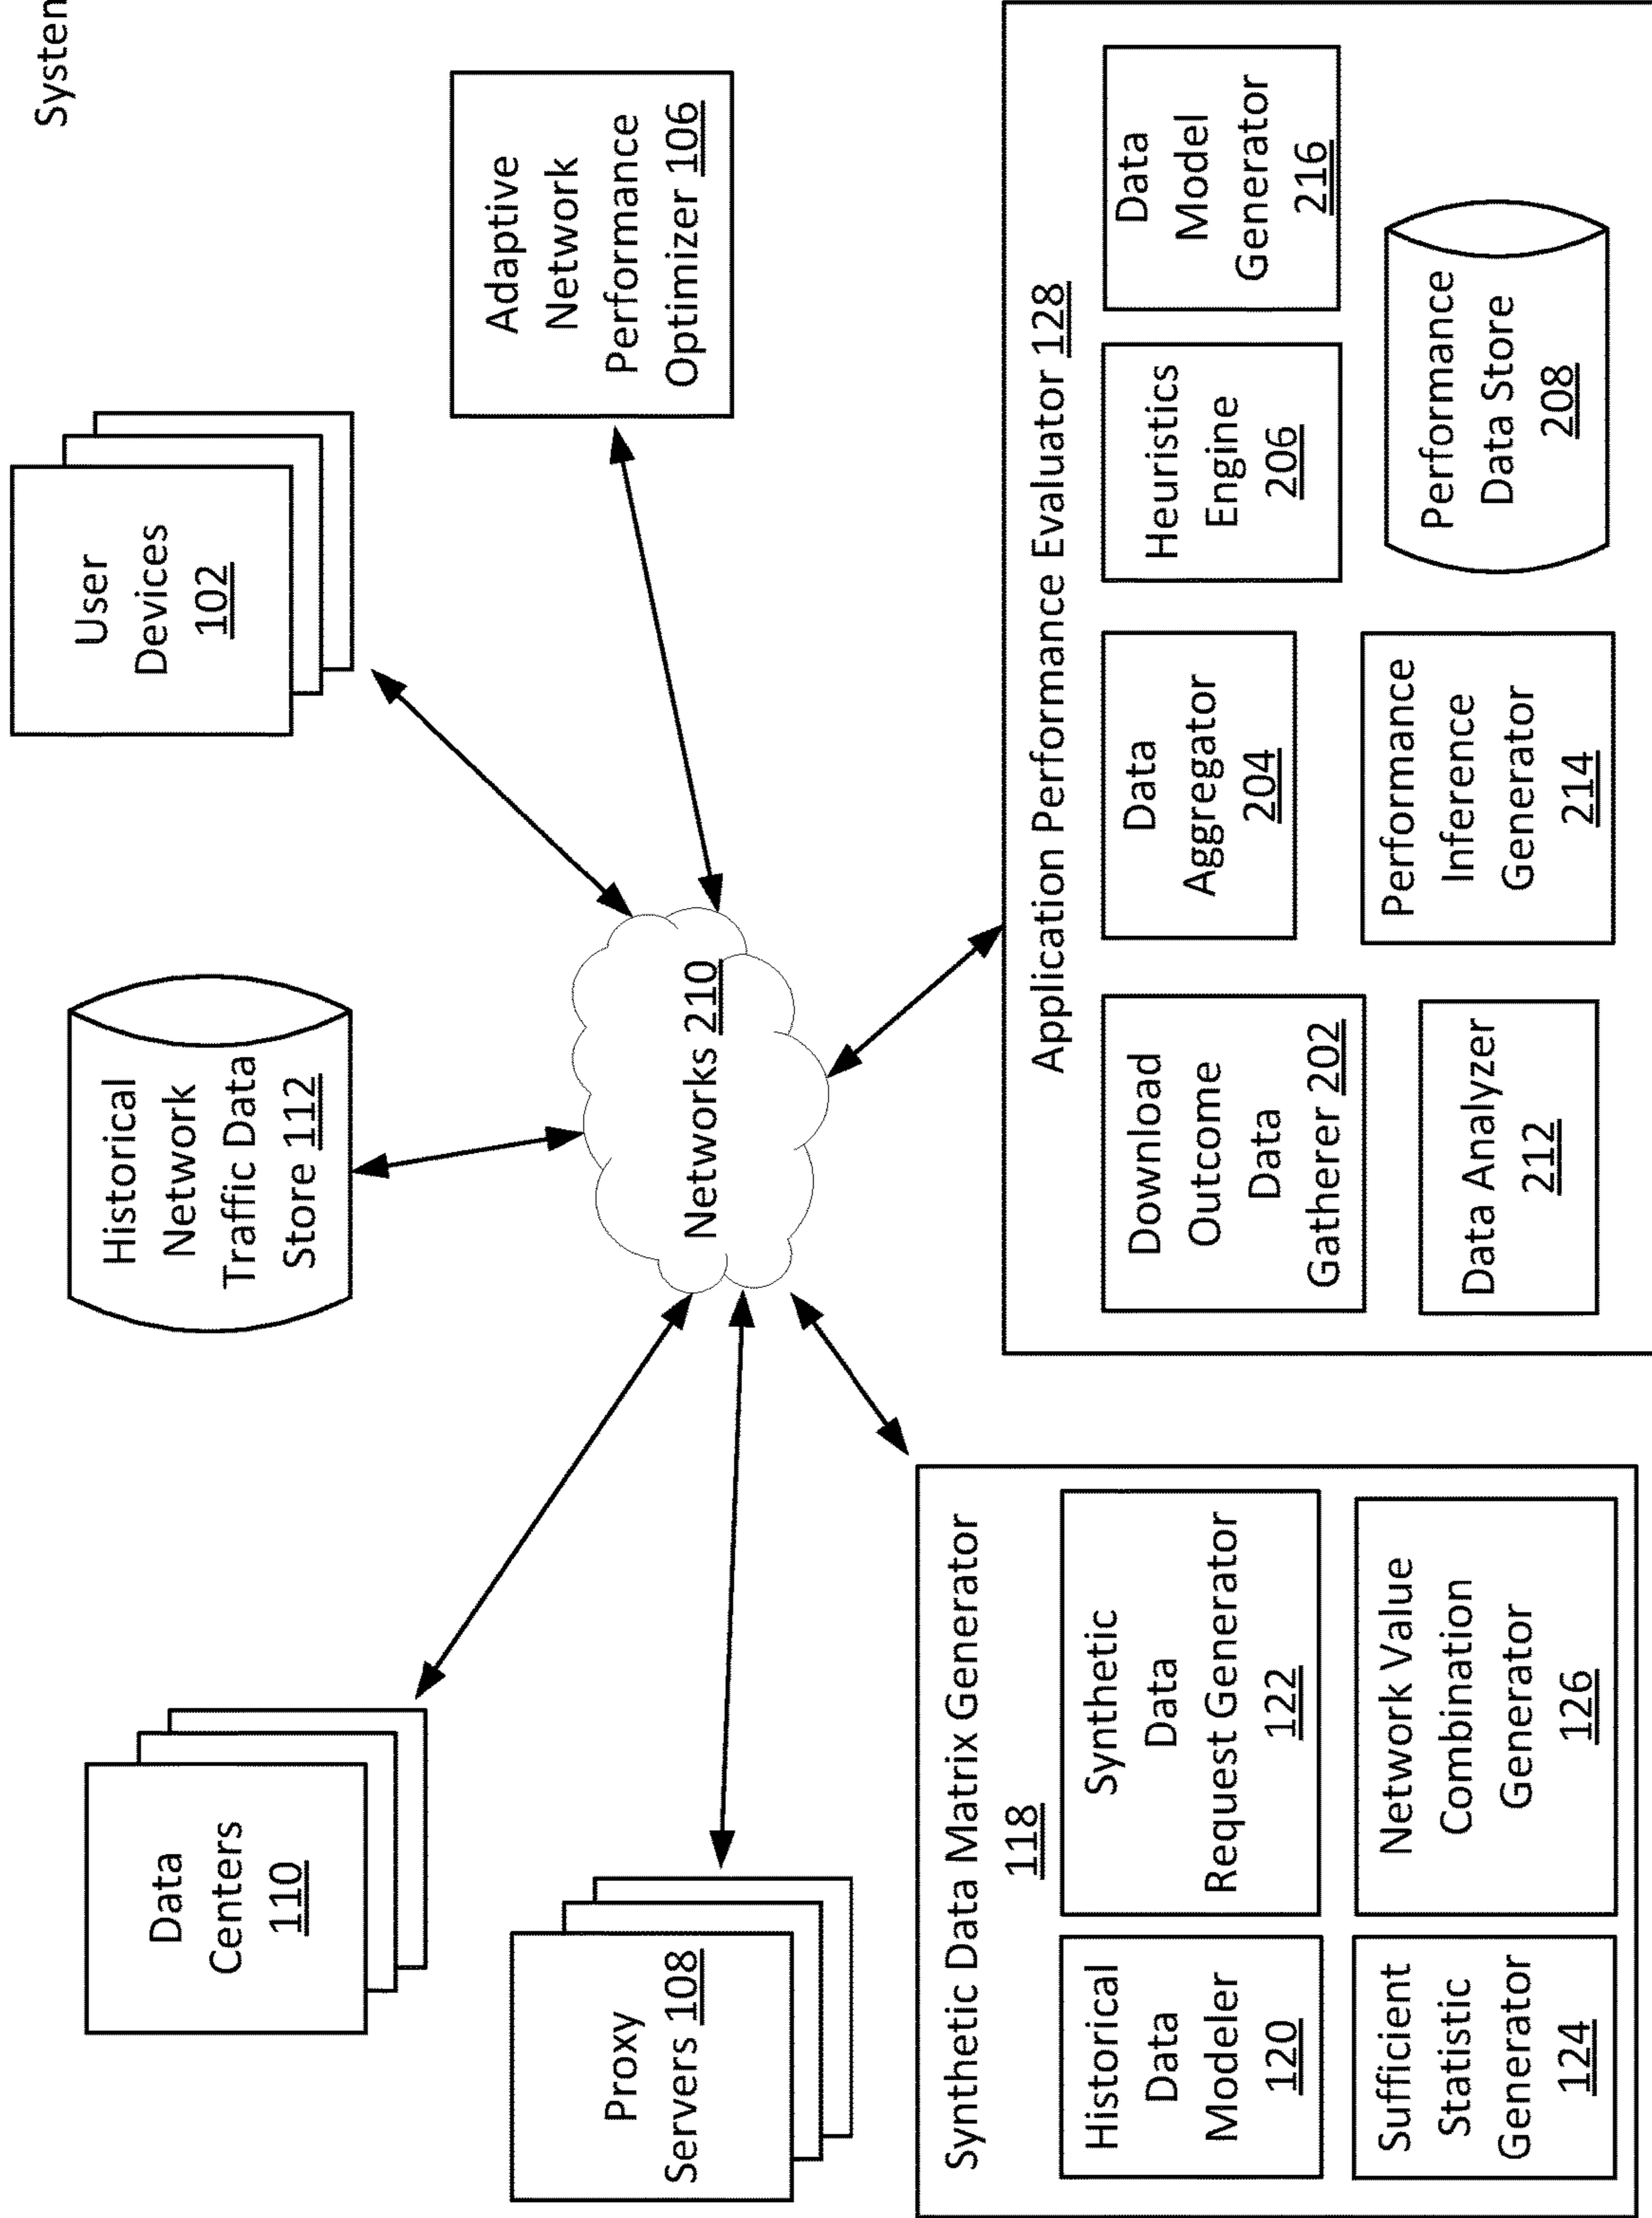 System
Data
Centers
110
Historical
Network
Traffic Data
Store 112
User
Devices
102
Proxy
Servers 108
Networks 210
Adaptive
Network
Performance
Optimizer 106
Synthetic Data Matrix Generator
118
Historical
Data
Modeler
120
Synthetic
Data
Request Generator
122
Sufficient
Statistic
Generator
124
Network Value
Combination
Generator
126
Application Performance Evaluator 128
Download
Outcome
Data
Gatherer 202
Data
Aggregator
204
Heuristics
Engine
206
Data
Model
Generator
216
Data Analyzer
212
Performance
Inference
Generator
214
Performance
Data Store
208